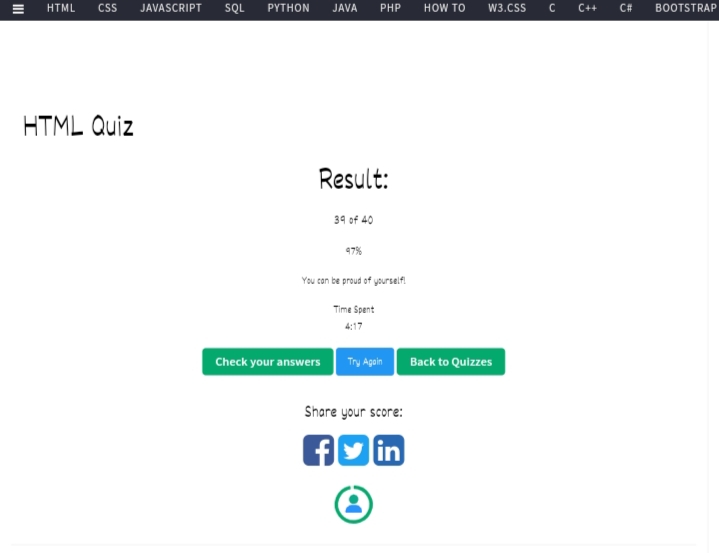 HTML CSS JAVASCRIPT SQL PYTHON JAVA PHP HOW TO W3.CSS C C++ C# BOOTSTRAP
HTML Quiz
Result:
39 of 40
97%
You can be proud of yourself!
Time Spent
4:17
Check your answers Try Again Back to Quizzes
Share your score: